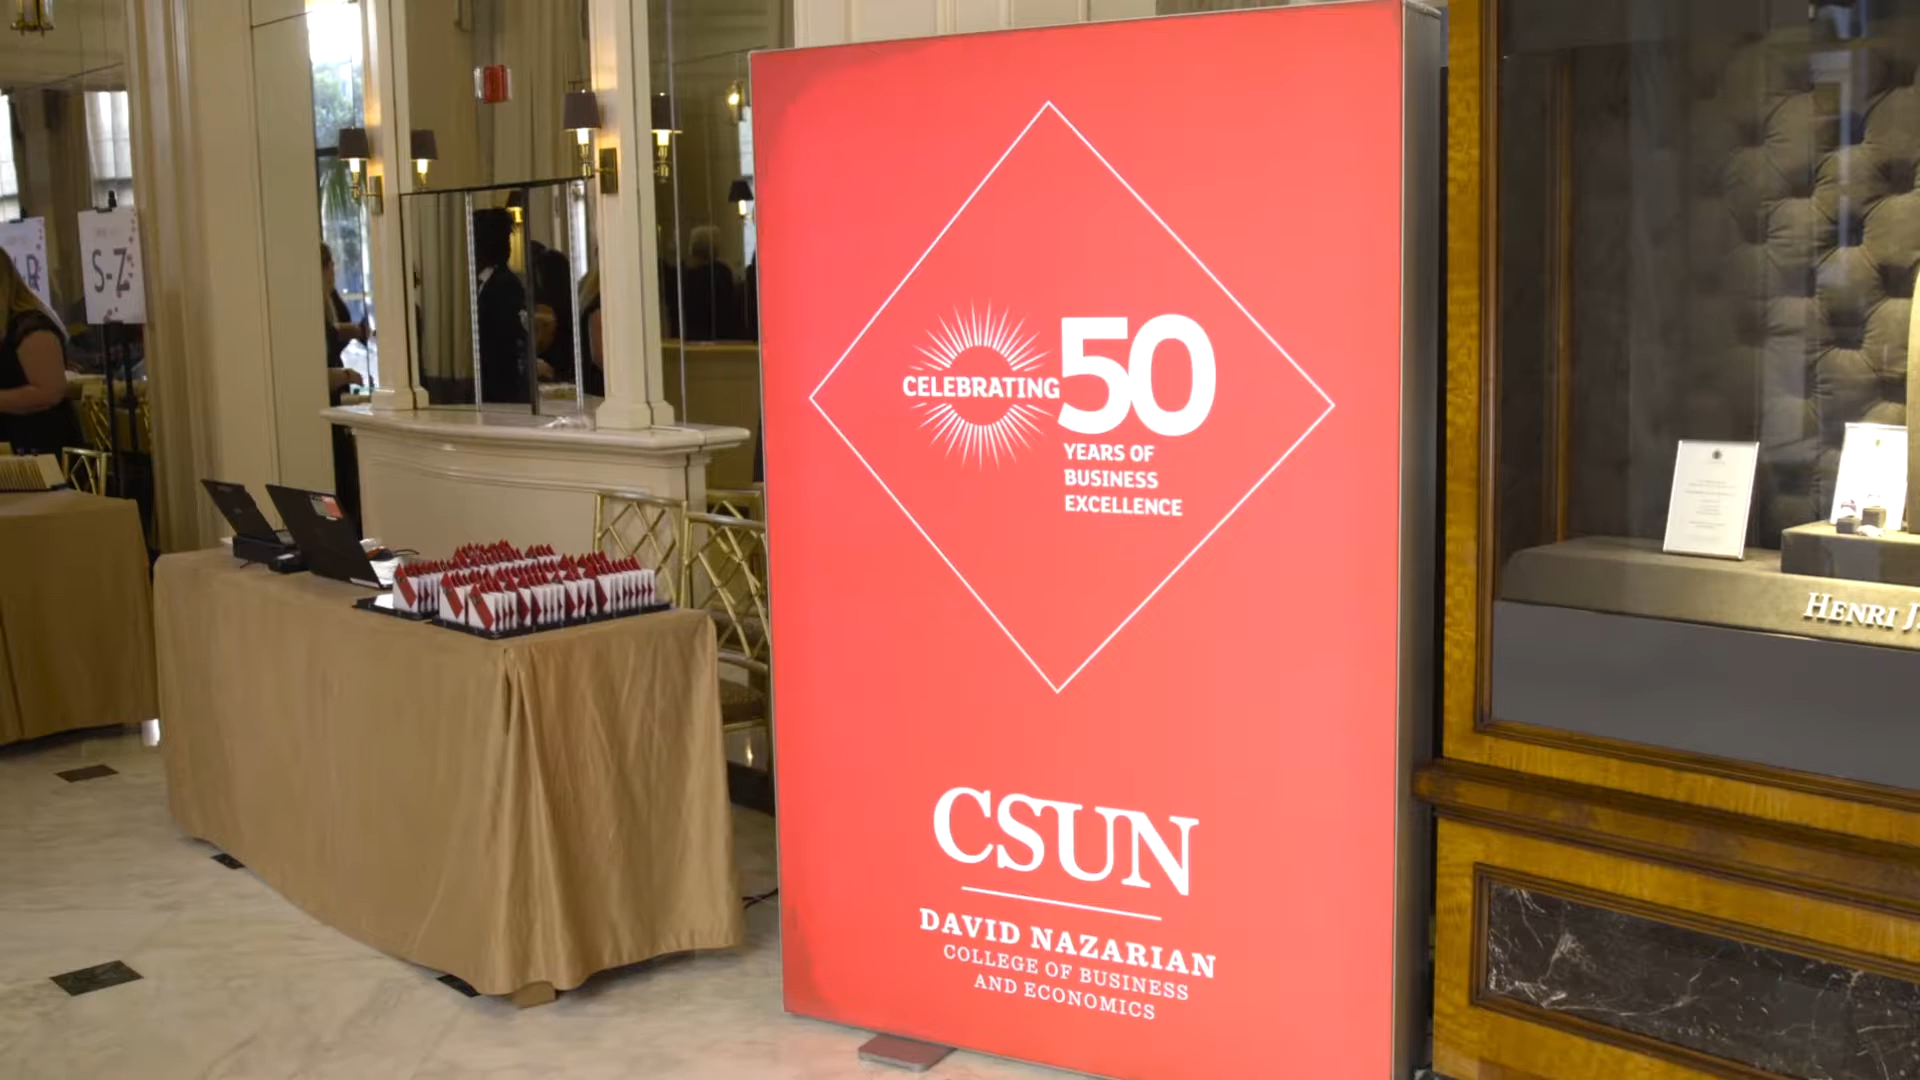 S-Z
CELEBRATING
50
YEARS OF
BUSINESS
EXCELLENCE
CSUN
DAVID NAZARIAN
COLLEGE OF BUSINESS
AND ECONOMICS
HENRI J.